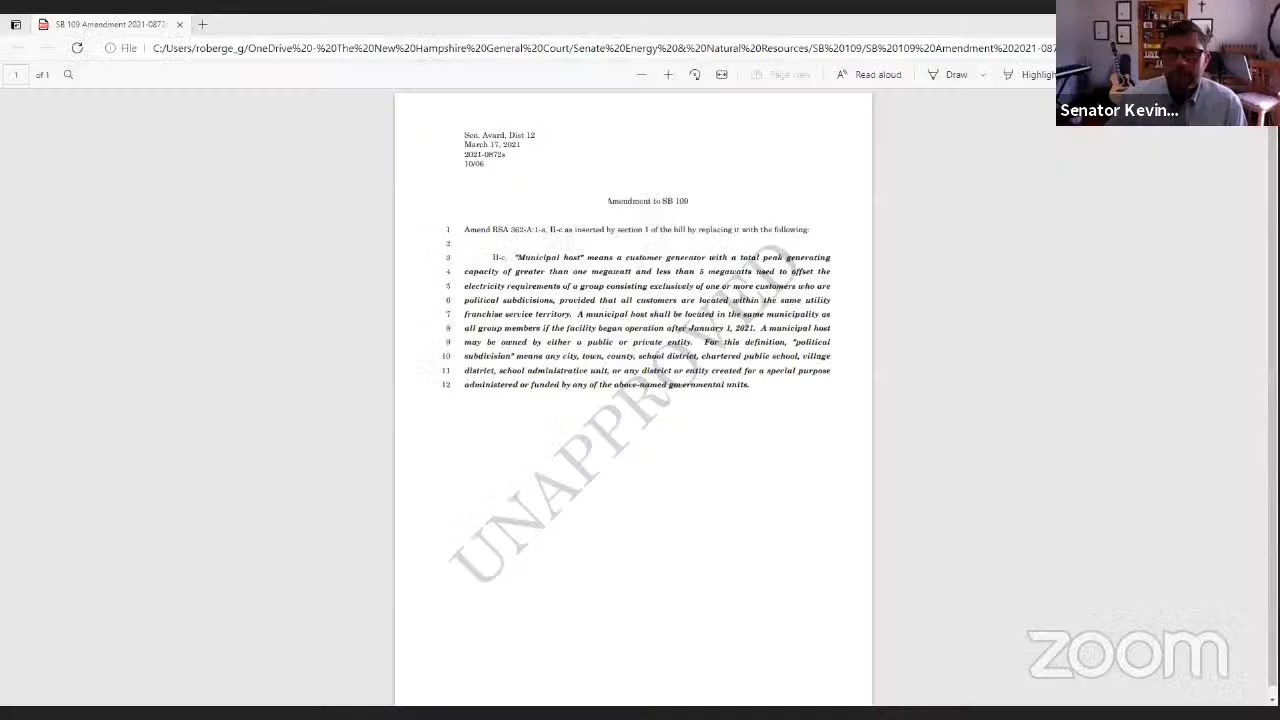 SB 109 Amendment 2021-0872
File
C:/Users/roberge_g/OneDrive%20-%20The%20New%20Hampshire%20General%20Court/Senate%20Energy%20&%20Natural%20Resources/SB%20109/SB%20109%20Amendment%202021-087
1 of 1
Page view
Read aloud
Draw
Highligh
Senator Kevin...
Sen. Avard, Dist 12
March 17, 2021
2021-0872s
10/06
Amendment to SB 109
1 Amend RSA 362-A:1-a, II-c as inserted by section 1 of the bill by replacing it with the following:
2
3 II-c. "Municipal host" means a customer generator with a total peak generating
4 capacity of greater than one megawatt and less than 5 megawatts used to offset the
5 electricity requirements of a group consisting exclusively of one or more customers who are
6 political subdivisions, provided that all customers are located within the same utility
7 franchise service territory. A municipal host shall be located in the same municipality as
8 all group members if the facility began operation after January 1, 2021. A municipal host
9 may be owned by either a public or private entity. For this definition, "political
10 subdivision" means any city, town, county, school district, chartered public school, village
11 district, school administrative unit, or any district or entity created for a special purpose
12 administered or funded by any of the above-named governmental units.
UNAPPROVED
zoom